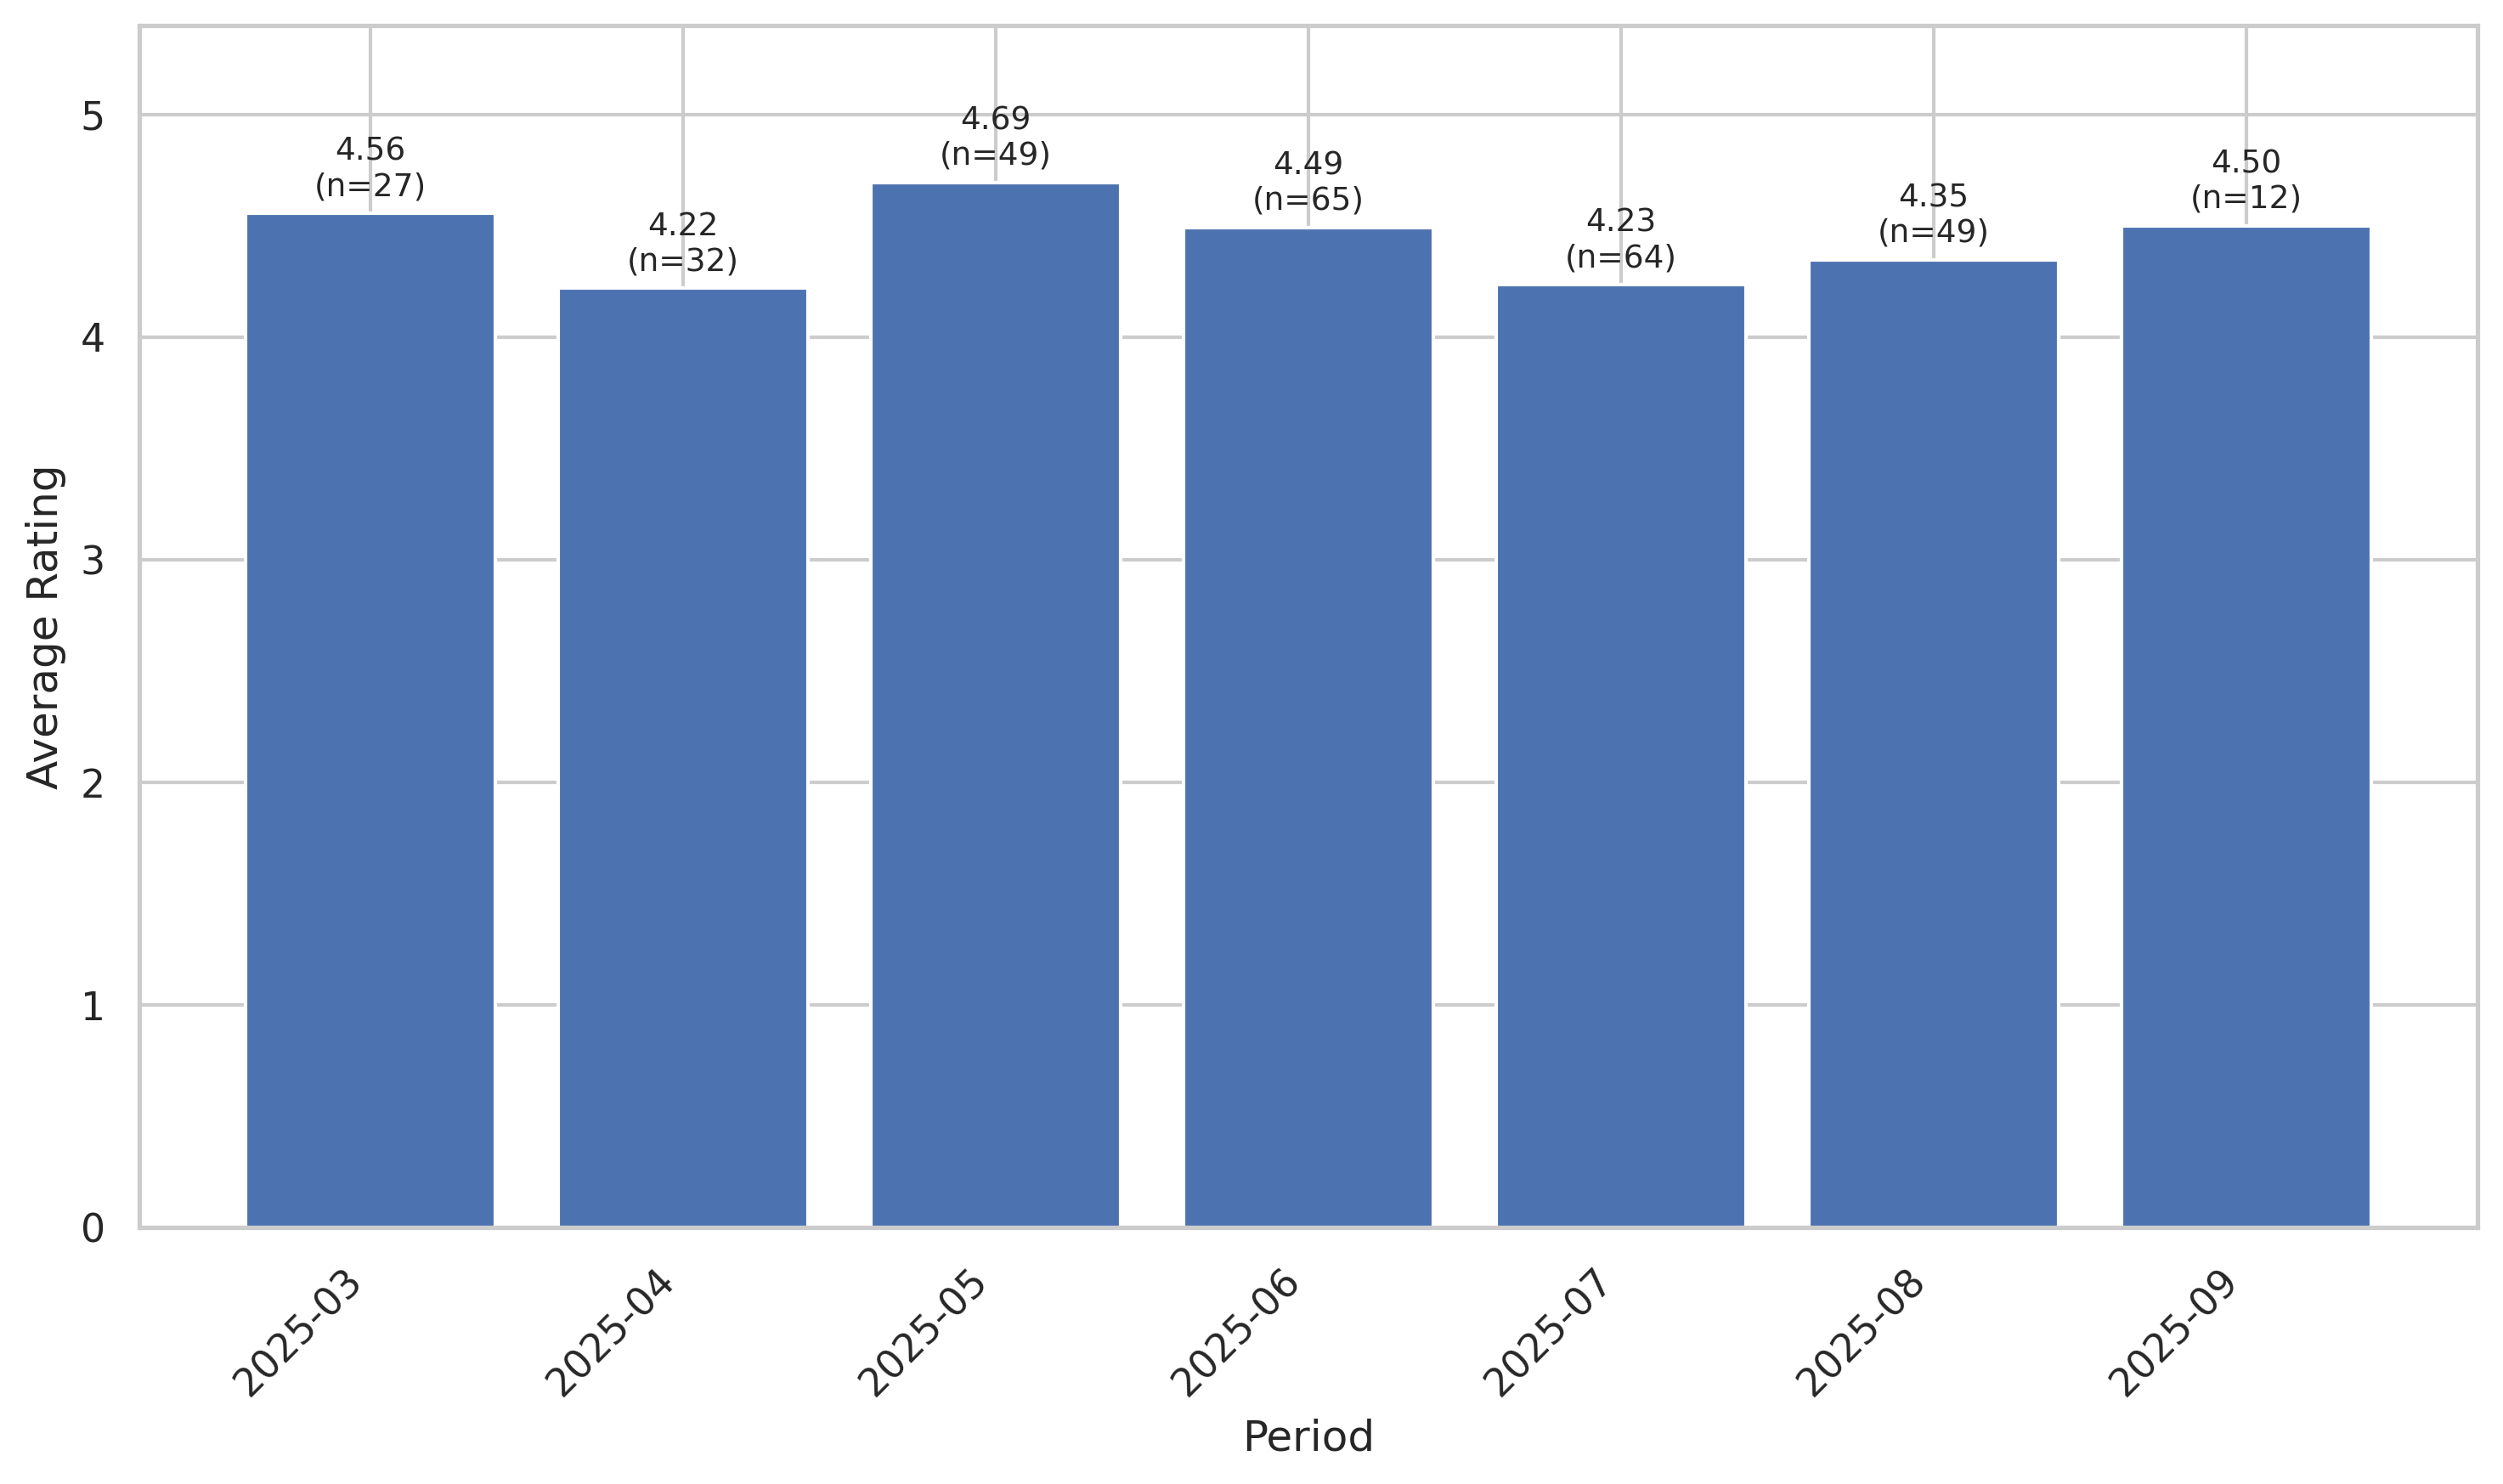 5
4
3
2
1
0
Average Rating
4.56
(n=27)
4.22
(n=32)
4.69
(n=49)
4.49
(n=65)
4.23
(n=64)
4.35
(n=49)
4.50
(n=12)
2025-03
2025-04
2025-05
2025-06
2025-07
2025-08
2025-09
Period